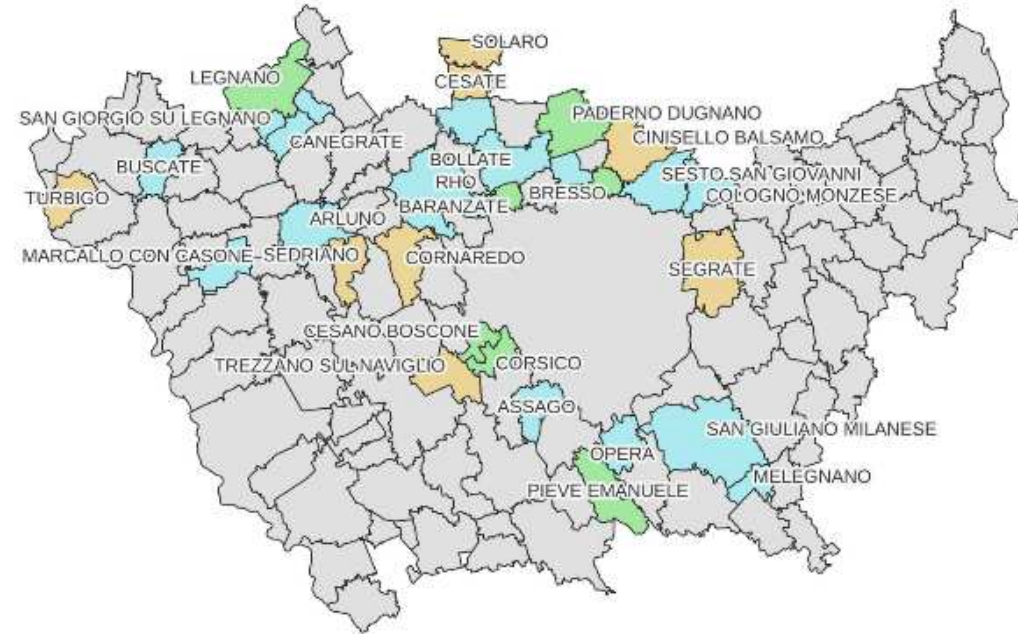 SOLARO
LEGNANO
CESATE
SAN GIORGIO SU LEGNANO
PADERNO DUGNANO
CANEGRATE
CINISELLO BALSAMO
BUSCATE
BOLLATE
SESTO SAN GIOVANNI
RHO
BRESSO
COLOGNO MONZESE
TURBIGO
BARANZATE
ARLUNO
MARCALLO CON CASONE
SEDRIANO
CORNAREDO
SEGRATE
CESANO BOSCONE
TREZZANO SUL NAVIGLIO
CORSICO
ASSAGO
SAN GIULIANO MILANESE
OPERA
MELEGNANO
PIEVE EMANUELE